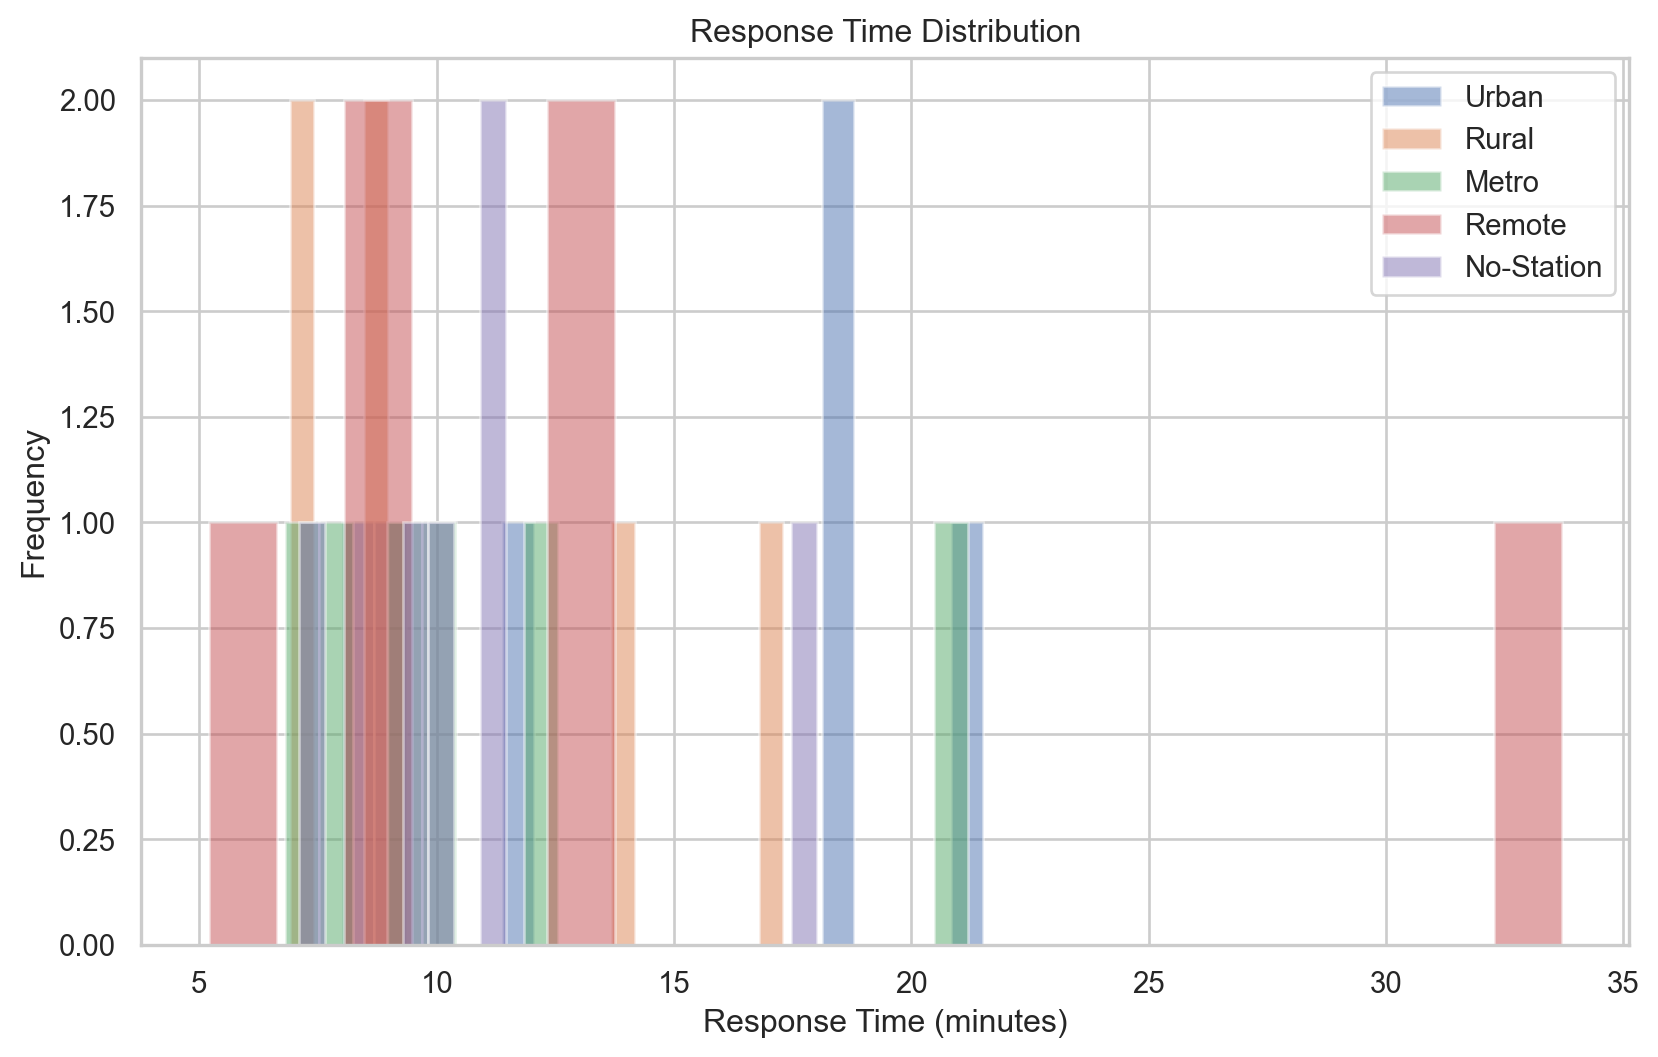 Response Time Distribution
Urban
Rural
Metro
Remote
No-Station
2.00
1.75
1.50
1.25
1.00
0.75
0.50
0.25
0.00
Frequency
5 10 15 20 25 30 35
Response Time (minutes)